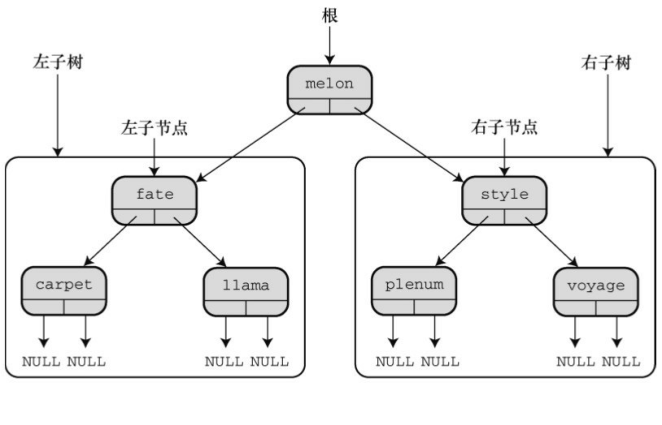 根
左子树
右子树
melon
左子节点
右子节点
fate
style
carpet
llama
plenum
voyage
NULL NULL
NULL NULL
NULL NULL
NULL NULL